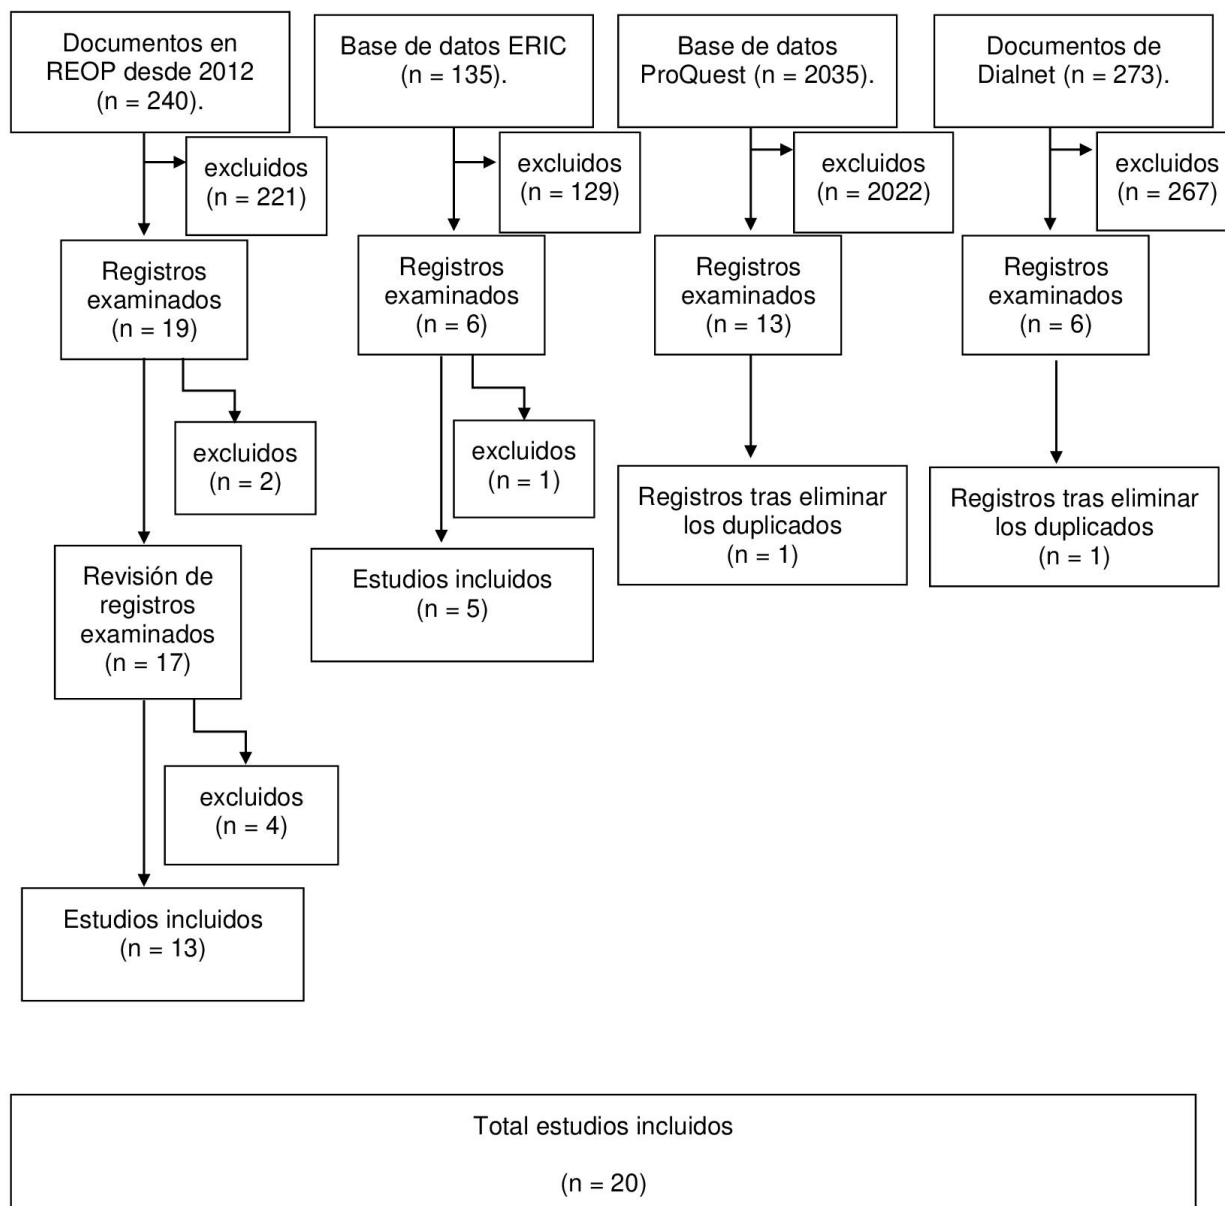 Documentos en
REOP desde 2012
(n = 240).
Base de datos ERIC
(n = 135).
Base de datos
ProQuest (n = 2035).
Documentos de
Dialnet (n = 273).
excluidos
(n = 221)
excluidos
(n = 129)
excluidos
(n = 2022)
excluidos
(n = 267)
Registros
examinados
(n = 19)
Registros
examinados
(n = 6)
Registros
examinados
(n = 13)
Registros
examinados
(n = 6)
excluidos
(n = 2)
excluidos
(n = 1)
Registros tras eliminar
los duplicados
(n = 1)
Registros tras eliminar
los duplicados
(n = 1)
Revisión de
registros
examinados
(n = 17)
Estudios incluidos
(n = 5)
excluidos
(n = 4)
Estudios incluidos
(n = 13)
Total estudios incluidos
(n = 20)